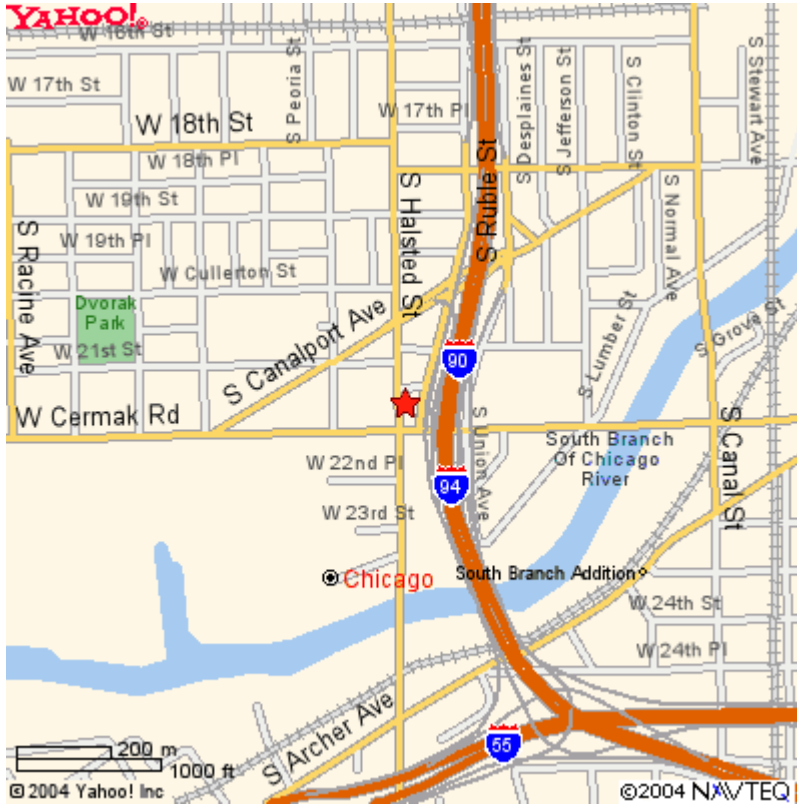 YAHOO!®
W 16th St
W 17th St
S Peoria St
W 17th Pl
W 18th St
W 18th Pl
W 19th St
W 19th Pl
W Cullerton St
S Racine Ave
Dvorak
Park
W 21st St
S Canalport Ave
S Halsted St
S Ruble St
S Desplaines St
S Jefferson St
S Clinton St
S Stewart Ave
S Normal Ave
S Lumber St
S Grove St
90
W Cermak Rd
S Union Ave
South Branch
Of Chicago
River
S Canal St
W 22nd Pl
94
W 23rd St
Chicago
South Branch Addition
W 24th St
W 24th Pl
S Archer Ave
55
200 m
1000 ft
©2004 Yahoo! Inc
©2004 NAVTEQ